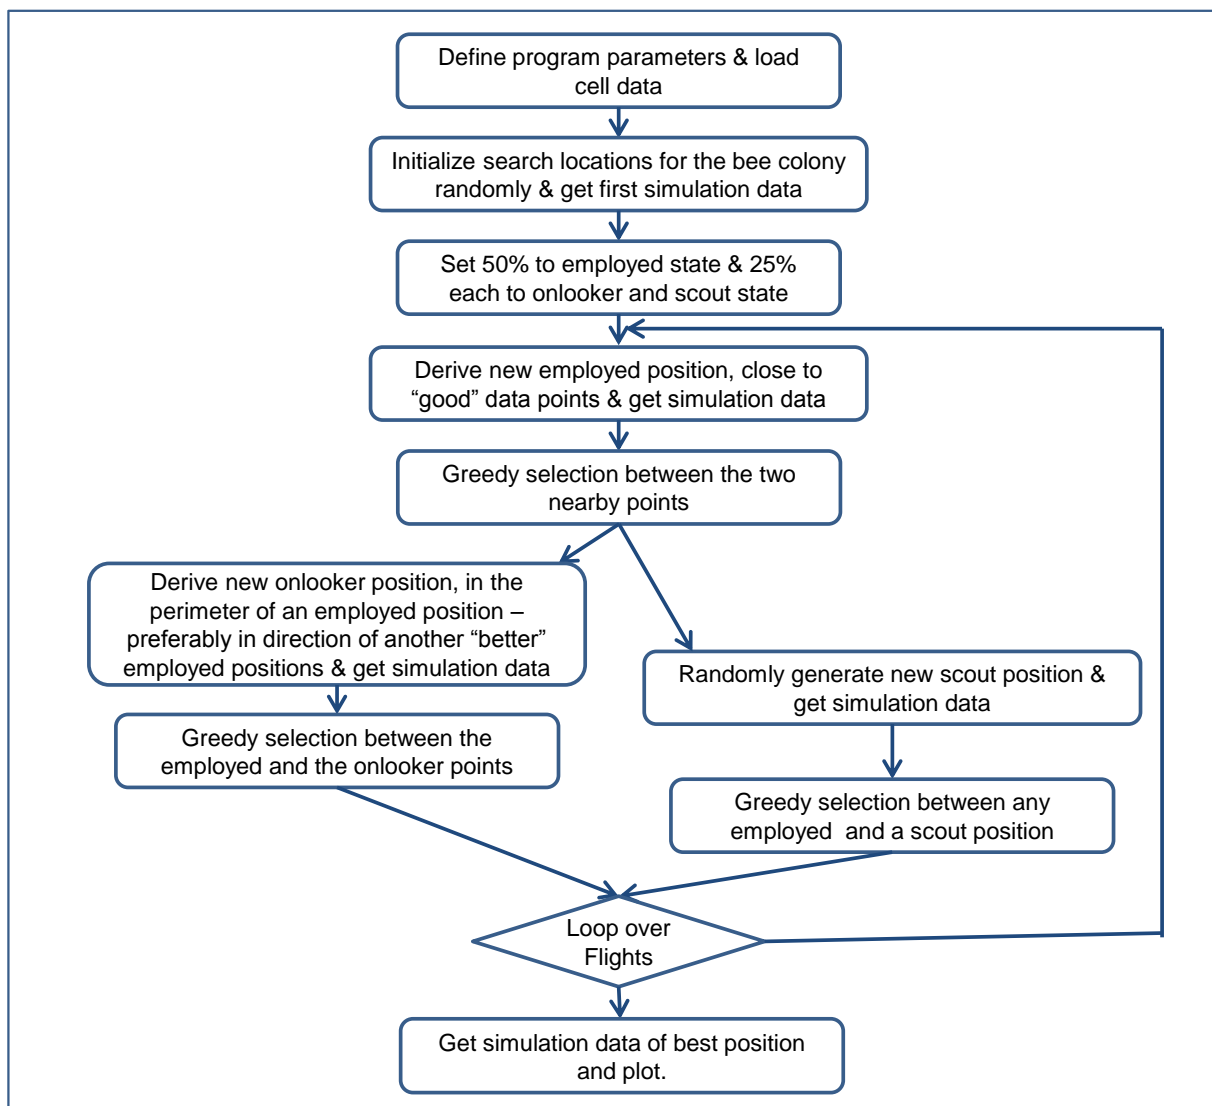 Define program parameters & load
cell data
Initialize search locations for the bee colony
randomly & get first simulation data
Set 50% to employed state & 25%
each to onlooker and scout state
Derive new employed position, close to
“good” data points & get simulation data
Greedy selection between the two
nearby points
Derive new onlooker position, in the
perimeter of an employed position –
preferably in direction of another “better”
employed positions & get simulation data
Greedy selection between the
employed and the onlooker points
Randomly generate new scout position &
get simulation data
Greedy selection between any
employed  and a scout position
Loop over
Flights
Get simulation data of best position
and plot.